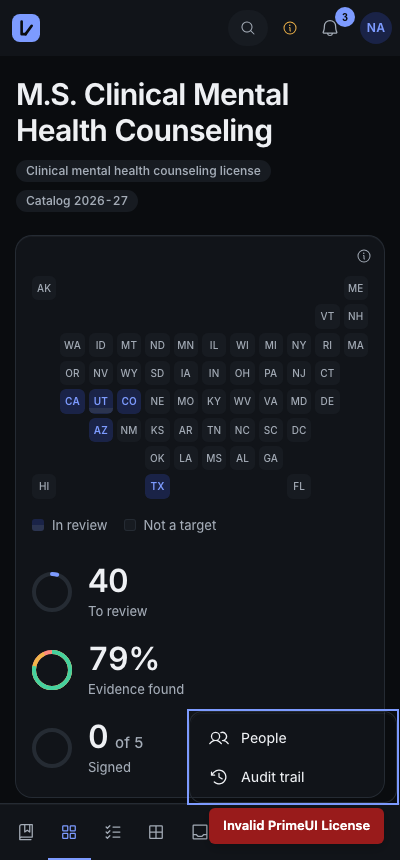 3
NA
M.S. Clinical Mental
Health Counseling
Clinical mental health counseling license
Catalog 2026-27
AK ME
VT NH
WA ID MT ND MN IL WI MI NY RI MA
OR NV WY SD IA IN OH PA NJ CT
CA UT CO NE MO KY WV VA MD DE
AZ NM KS AR TN NC SC DC
OK LA MS AL GA
HI TX FL
In review Not a target
40
To review
79%
Evidence found
0 of 5
Signed
People
Audit trail
Invalid PrimeUI License